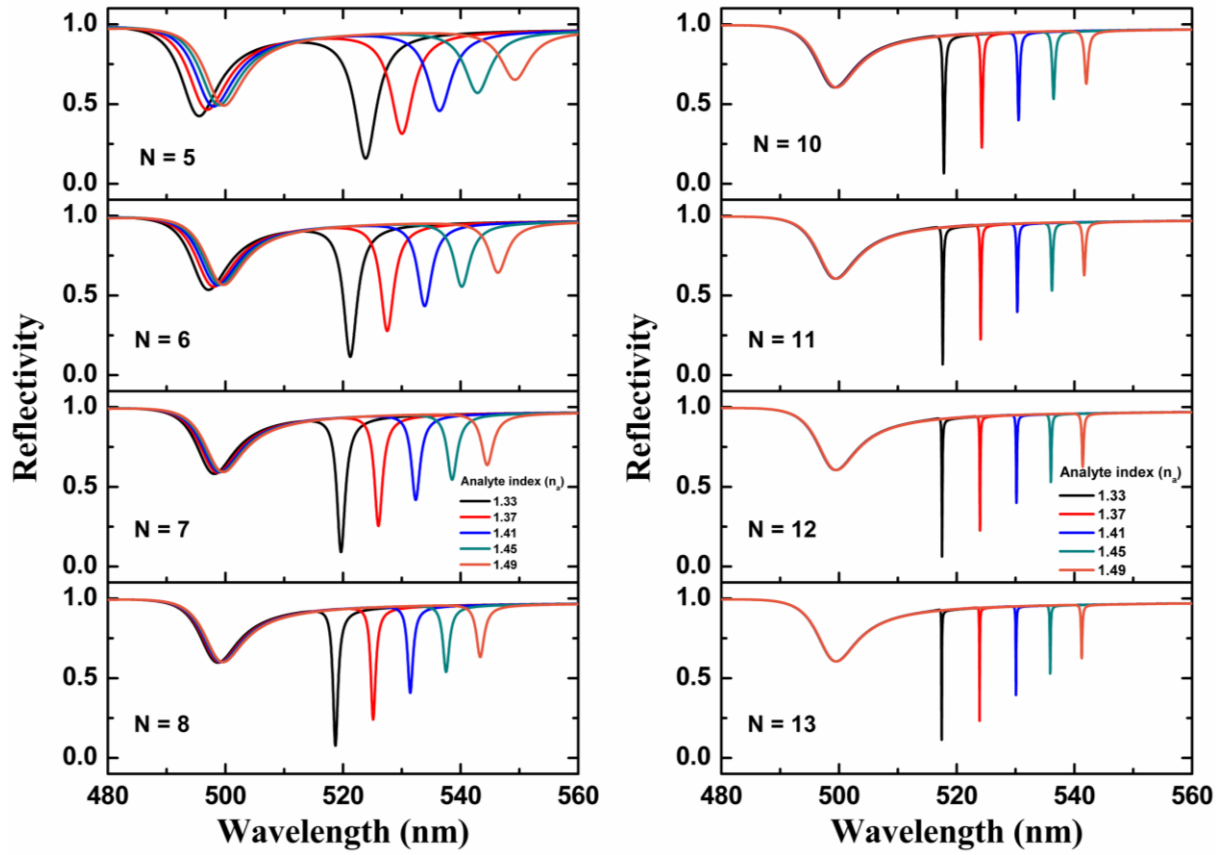 Reflectivity
1.0
0.5
0.0
N = 5
1.0
0.5
0.0
N = 6
1.0
0.5
0.0
N = 7
Analyte index (nₐ)
1.33
1.37
1.41
1.45
1.49
1.0
0.5
0.0
N = 8
480 500 520 540 560
Wavelength (nm)
Reflectivity
1.0
0.5
0.0
N = 10
1.0
0.5
0.0
N = 11
1.0
0.5
0.0
N = 12
Analyte index (nₐ)
1.33
1.37
1.41
1.45
1.49
1.0
0.5
0.0
N = 13
480 500 520 540 560
Wavelength (nm)